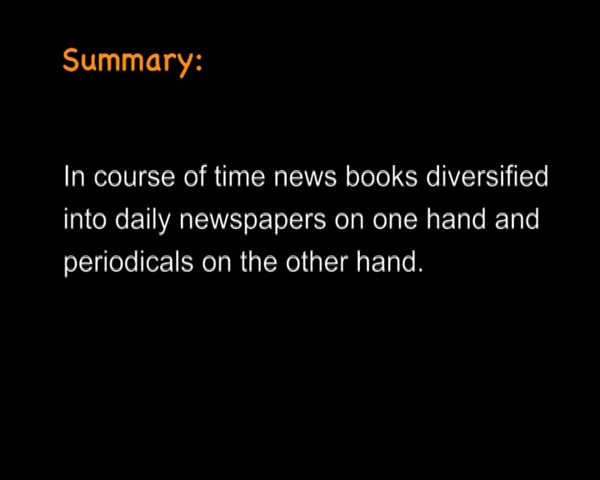 Summary:
In course of time news books diversified
into daily newspapers on one hand and
periodicals on the other hand.